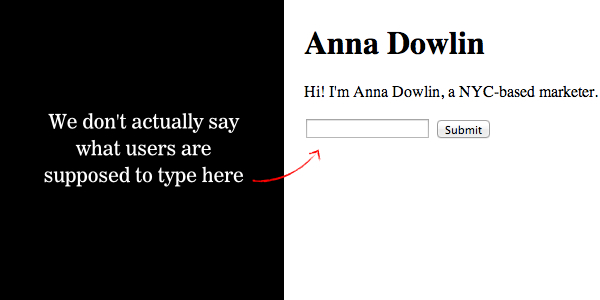 We don't actually say
what users are
supposed to type here
Anna Dowlin
Hi! I'm Anna Dowlin, a NYC-based marketer.
Submit